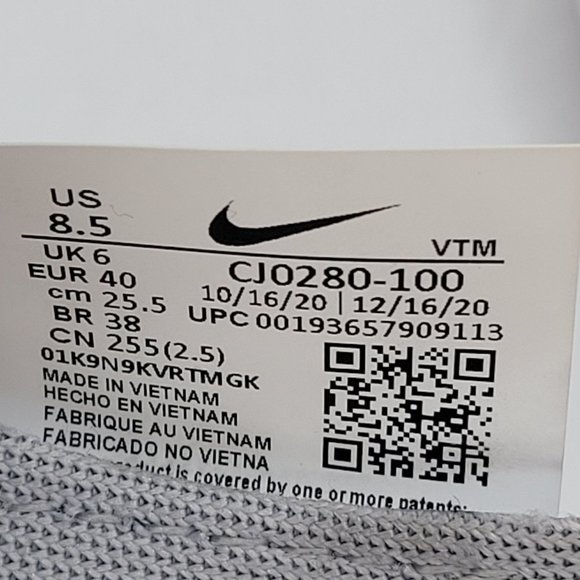 US
8.5
VTM
UK 6
EUR 40
cm 25.5
BR 38
CN 255(2.5)
CJ0280-100
10/16/20 | 12/16/20
UPC 00193657909113
01K9N9KVRTMGK
MADE IN VIETNAM
HECHO EN VIETNAM
FABRIQUE AU VIETNAM
FABRICADO NO VIETNA
product is covered by one or more patents: